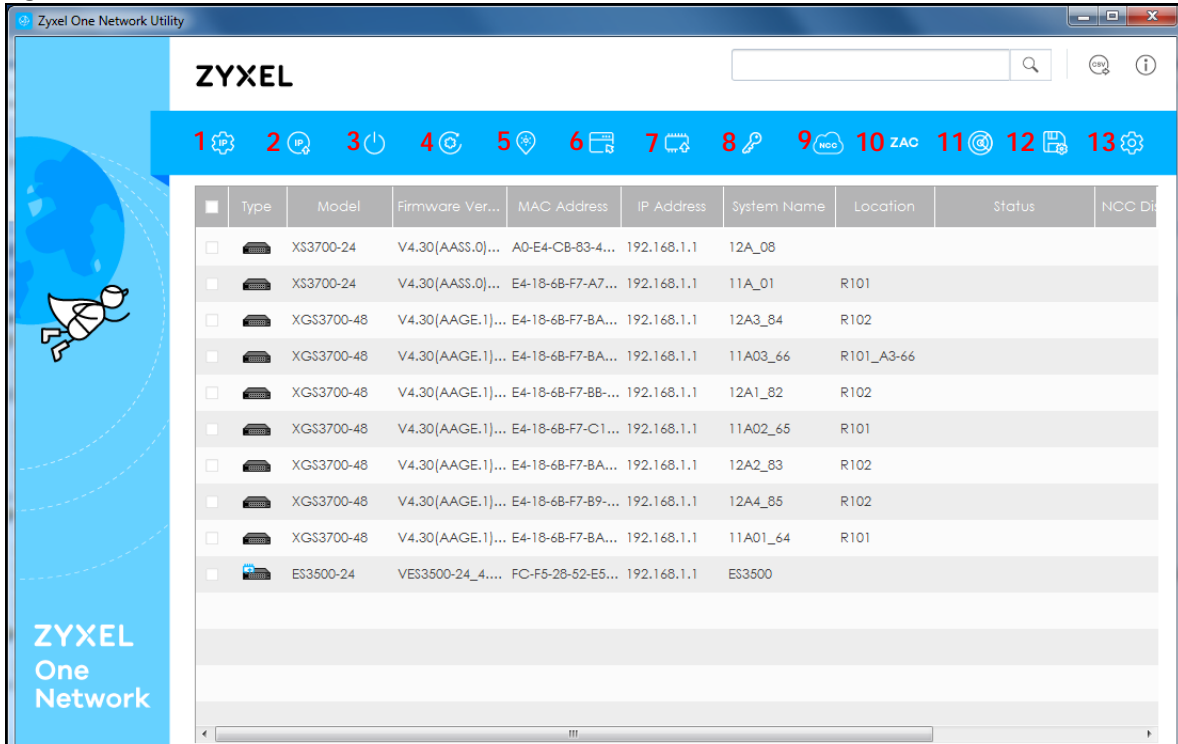 Zyxel One Network Utility
ZYXEL
CSV
1 IP 2 IP 3 4 5 6 7 8 9 NCC 10 ZAC 11 12 13
Type Model Firmware Ver... MAC Address IP Address System Name Location Status NCC Dis
XS3700-24 V4.30(AASS.0)... A0-E4-CB-83-4... 192.168.1.1 12A_08
XS3700-24 V4.30(AASS.0)... E4-18-6B-F7-A7... 192.168.1.1 11A_01 R101
XGS3700-48 V4.30(AAGE.1)... E4-18-6B-F7-BA... 192.168.1.1 12A3_84 R102
XGS3700-48 V4.30(AAGE.1)... E4-18-6B-F7-BA... 192.168.1.1 11A03_66 R101_A3-66
XGS3700-48 V4.30(AAGE.1)... E4-18-6B-F7-BB-... 192.168.1.1 12A1_82 R102
XGS3700-48 V4.30(AAGE.1)... E4-18-6B-F7-C1... 192.168.1.1 11A02_65 R101
XGS3700-48 V4.30(AAGE.1)... E4-18-6B-F7-BA... 192.168.1.1 12A2_83 R102
XGS3700-48 V4.30(AAGE.1)... E4-18-6B-F7-B9-... 192.168.1.1 12A4_85 R102
XGS3700-48 V4.30(AAGE.1)... E4-18-6B-F7-BA... 192.168.1.1 11A01_64 R101
ES3500-24 VES3500-24_4.... FC-F5-28-52-E5... 192.168.1.1 ES3500
ZYXEL
One
Network